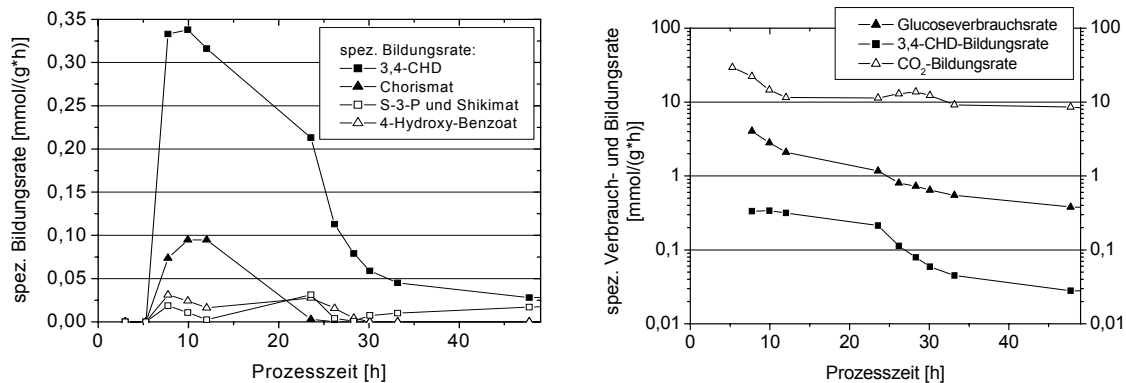 0,35
0,30
0,25
0,20
0,15
0,10
0,05
0,00
spez. Bildungsrate [mmol/(g*h)]
spez. Bildungsrate:
3,4-CHD
Chorismat
S-3-P und Shikimat
4-Hydroxy-Benzoat
0 10 20 30 40
Prozesszeit [h]
Glucoseverbrauchsrate
3,4-CHD-Bildungsrate
CO₂-Bildungsrate
100
10
1
0,1
0,01
spez. Verbrauch- und Bildungsrate
[mmol/(g*h)]
100
10
1
0,1
0,01
0 10 20 30 40
Prozesszeit [h]